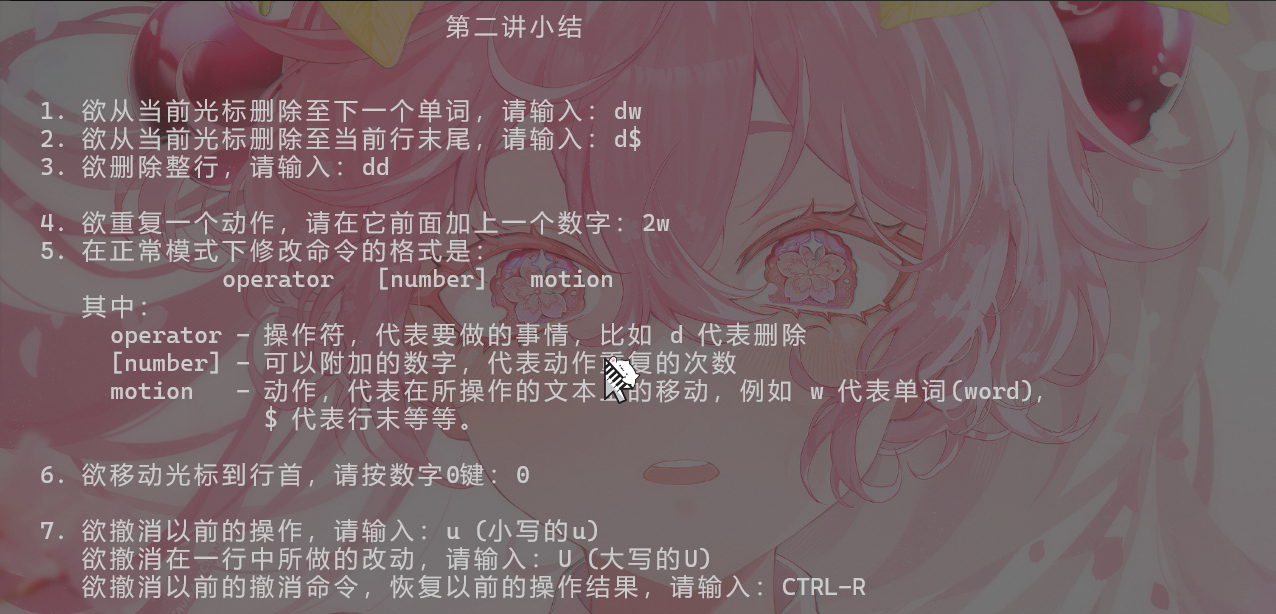 第二讲小结
1. 欲从当前光标删除至下一个单词，请输入：dw
2. 欲从当前光标删除至当前行末尾，请输入：d$
3. 欲删除整行，请输入：dd
4. 欲重复一个动作，请在它前面加上一个数字：2w
5. 在正常模式下修改命令的格式是：
operator [number] motion
其中：
operator - 操作符，代表要做的事情，比如 d 代表删除
[number] - 可以附加的数字，代表动作复的次数
motion - 动作，代表在所操作的文本的移动，例如 w 代表单词(word)，
$ 代表行末等等。
6. 欲移动光标到行首，请按数字0键：0
7. 欲撤消以前的操作，请输入：u (小写的u)
欲撤消在一行中所做的改动，请输入：U (大写的U)
欲撤消以前的撤消命令，恢复以前的操作结果，请输入：CTRL-R